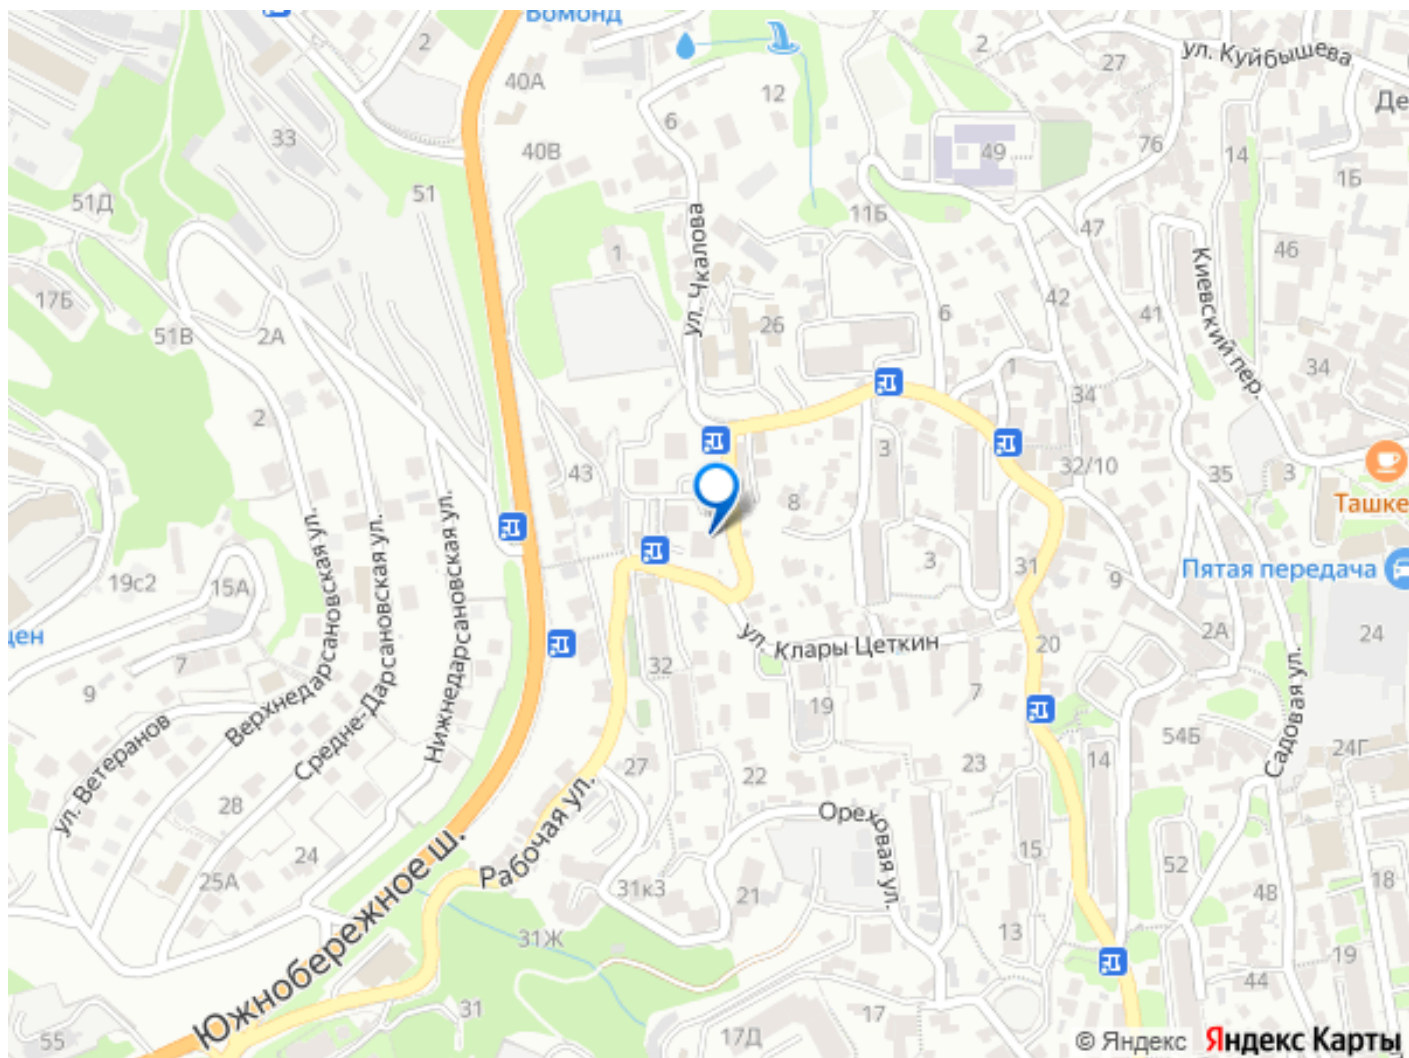 Бомонд
2
40А
2
ул. Куйбышева
27
12
Де
6
33
40В
49
76
14
1Б
51
51Д
11Б
47
ул. Чкалова
1
46
Киевский пер.
17Б
42
6
41
51В
2А
26
1
34
34
2
3
32/10
43
35
3
8
Ташке
Верхнедарсановская ул.
Средне-Дарсановская ул.
Нижнедарсановская ул.
3
31
9
Пятая передача
19с2
15А
цен
ул. Клары Цеткин
20
2А
24
7
32
9
7
19
Садовая ул.
ул. Ветеранов
54Б
24Г
27
22
23
14
28
Рабочая ул.
Ореховая ул.
24
15
52
25А
31к3
21
48
18
Южнобережное ш.
31Ж
13
19
31
44
55
17Д
© Яндекс Яндекс Карты